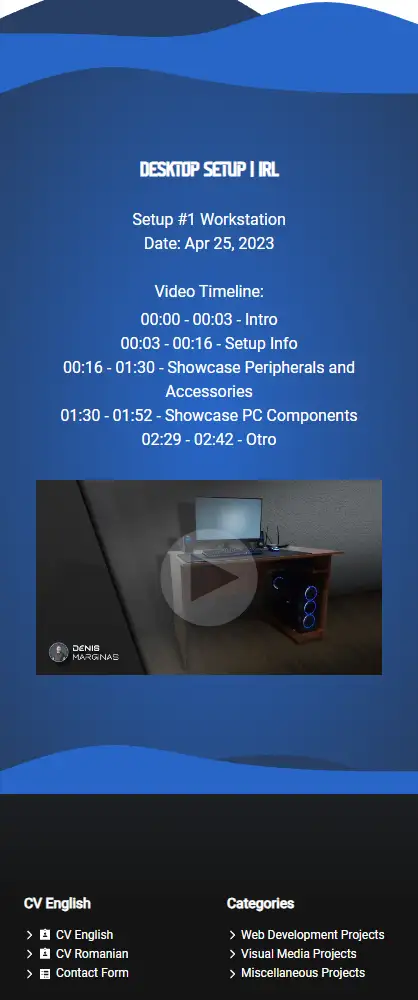 DESKTOP SETUP | IRL
Setup #1 Workstation
Date: Apr 25, 2023
Video Timeline:
00:00 - 00:03 - Intro
00:03 - 00:16 - Setup Info
00:16 - 01:30 - Showcase Peripherals and
Accessories
01:30 - 01:52 - Showcase PC Components
02:29 - 02:42 - Otro
DENIS
MARGINAS
CV English
CV English
CV Romanian
Contact Form
Categories
Web Development Projects
Visual Media Projects
Miscellaneous Projects